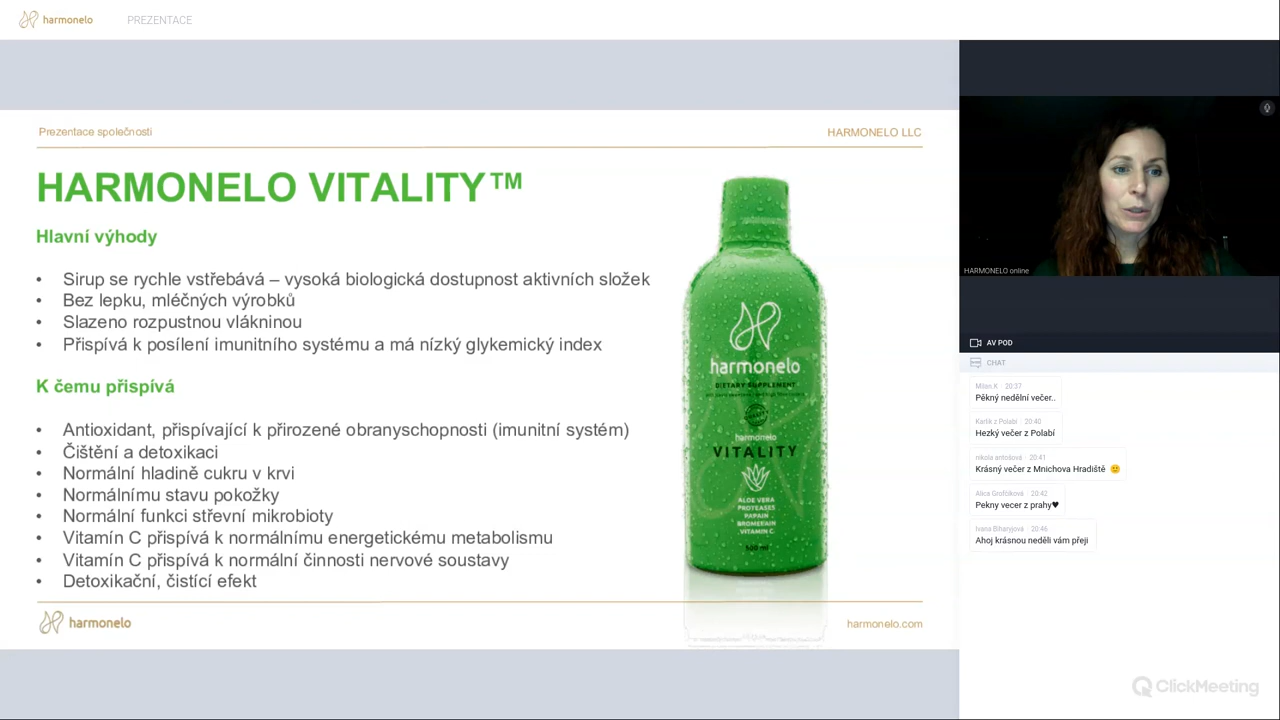 harmonelo
PREZENTACE
Prezentace společnosti
HARMONELO LLC
HARMONELO VITALITY™
Hlavní výhody
• Sirup se rychle vstřebává – vysoká biologická dostupnost aktivních složek
• Bez lepku, mléčných výrobků
• Slazeno rozpustnou vlákninou
• Přispívá k posílení imunitního systému a má nízký glykemický index
K čemu přispívá
• Antioxidant, přispívající k přirozené obranyschopnosti (imunitní systém)
• Čištění a detoxikaci
• Normální hladině cukru v krvi
• Normálnímu stavu pokožky
• Normální funkci střevní mikrobioty
• Vitamín C přispívá k normálnímu energetickému metabolismu
• Vitamín C přispívá k normální činnosti nervové soustavy
• Detoxikační, čistící efekt
harmonelo
DIETARY SUPPLEMENT
harmonelo
VITALITY
ALOE VERA
PROTEASES
PAPAIN
BROMELAIN
VITAMIN C
500 ml
harmonelo
harmonelo.com
HARMONELO online
AV POD
CHAT
Milan.K · 20:37
Pěkný nedělní večer..
Karlik z Polabí · 20:40
Hezký večer z Polabí
nikola antošová · 20:41
Krásný večer z Mnichova Hradiště 🙂
Alica Grofčíková · 20:42
Pekny vecer z prahy♥
Ivana Bihanyjová · 20:46
Ahoj krásnou neděli vám přeji
ClickMeeting